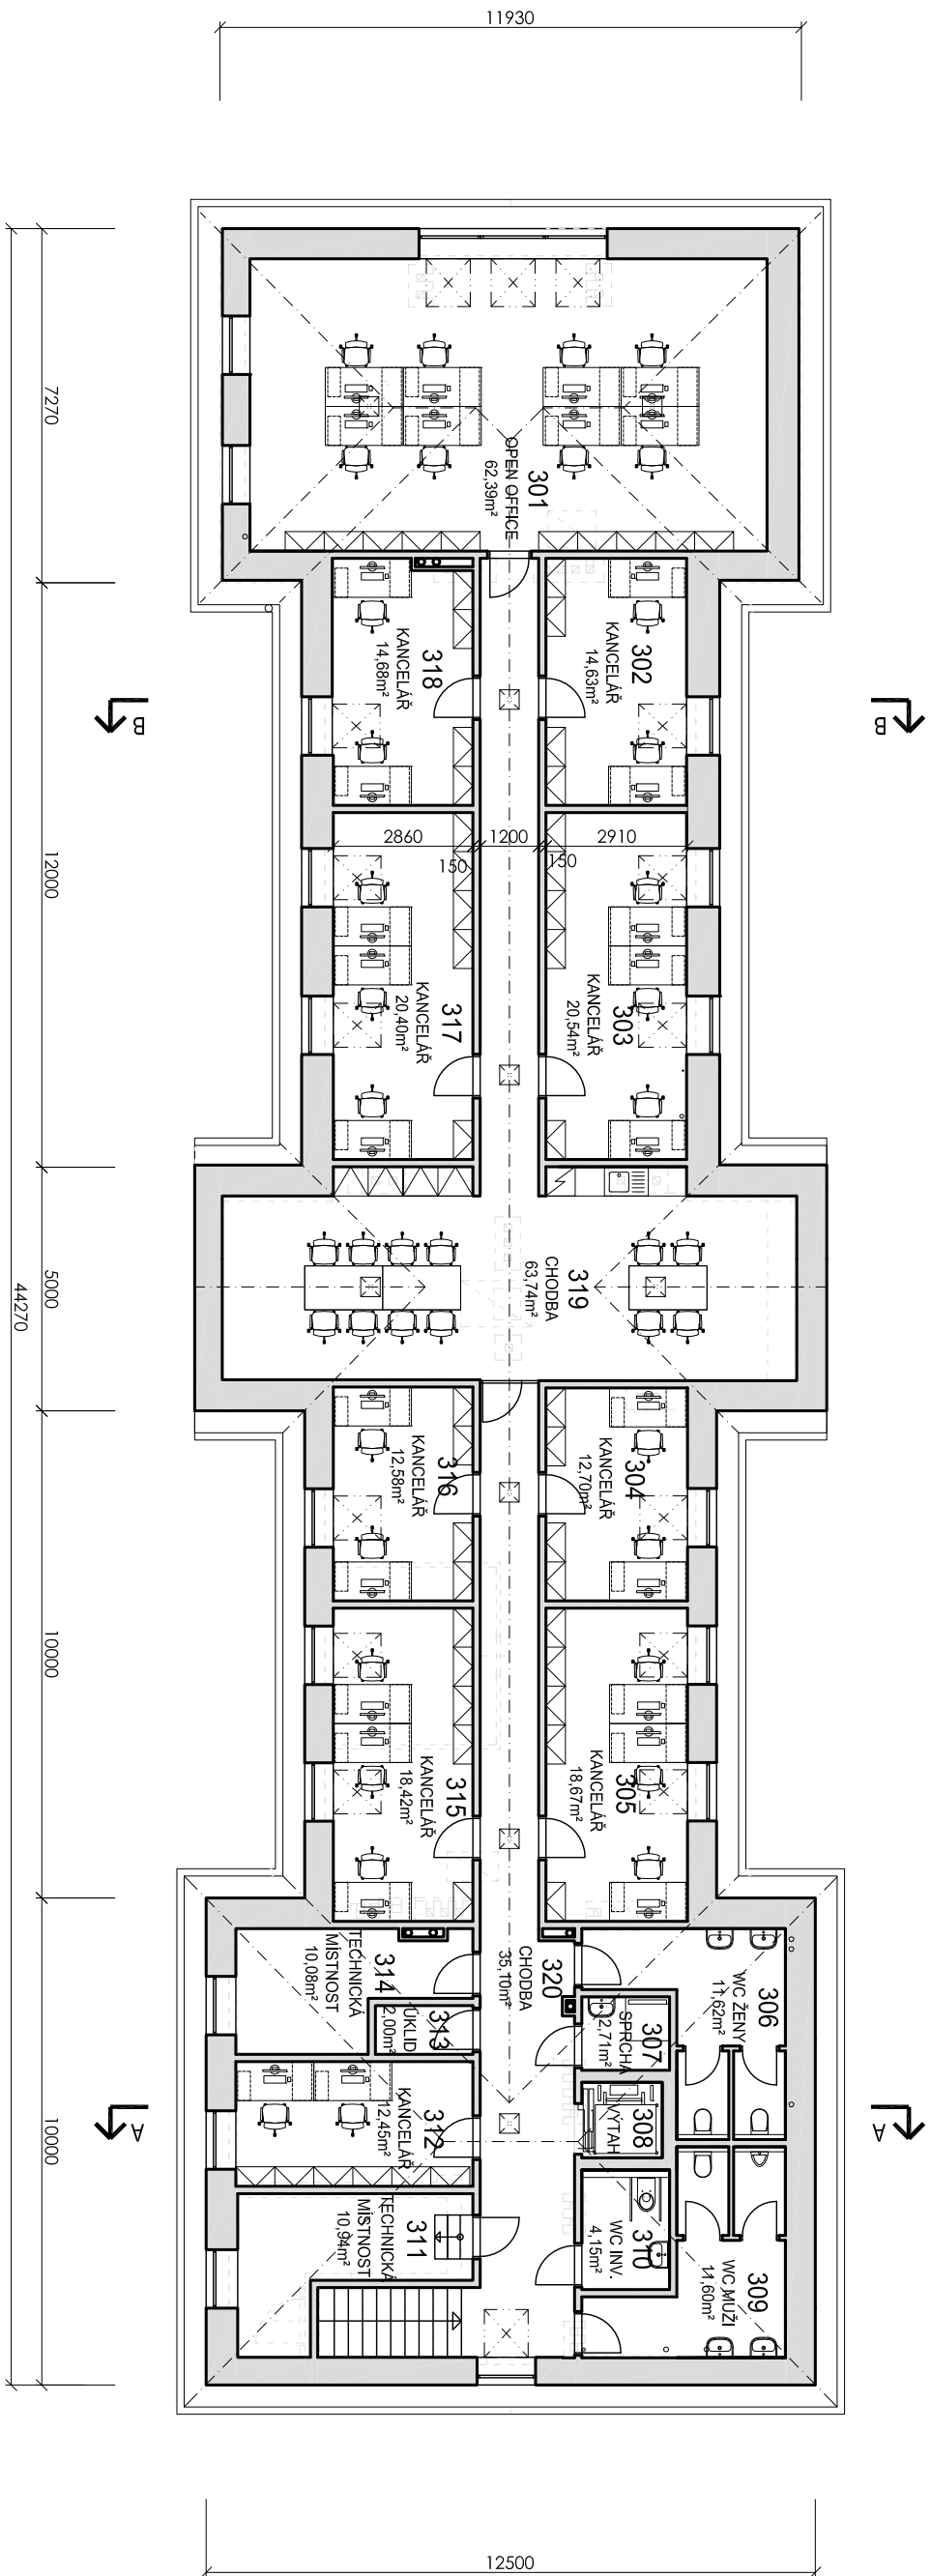 11930
301
OPEN OFFICE
62,39m²
7270
318
KANCELÁŘ
14,68m²
302
KANCELÁŘ
14,63m²
B
B
2860
150
1200
150
2910
12000
317
KANCELÁŘ
20,40m²
303
KANCELÁŘ
20,54m²
319
CHODBA
63,74m²
5000
44270
316
KANCELÁŘ
12,58m²
304
KANCELÁŘ
12,70m²
10000
315
KANCELÁŘ
18,42m²
305
KANCELÁŘ
18,67m²
314
TECHNICKÁ
MÍSTNOST
10,08m²
320
CHODBA
35,10m²
306
WC ŽENY
11,62m²
313
ÚKLID
2,00m²
307
SPRCHA
2,71m²
A
A
10000
312
KANCELÁŘ
12,45m²
308
VÝTAH
311
TECHNICKÁ
MÍSTNOST
10,94m²
310
WC INV.
4,15m²
309
WC MUŽI
11,60m²
12500